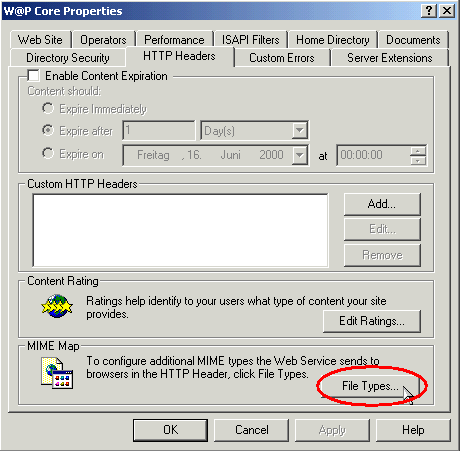 W@P Core Properties
Web Site Operators Performance ISAPI Filters Home Directory Documents
Directory Security HTTP Headers Custom Errors Server Extensions
Enable Content Expiration
Content should:
Expire Immediately
Expire after 1 Day(s)
Expire on Freitag , 16. Juni 2000 at 00:00:00
Custom HTTP Headers
Add...
Edit...
Remove
Content Rating
Ratings help identify to your users what type of content your site
provides.
Edit Ratings...
MIME Map
To configure additional MIME types the Web Service sends to
browsers in the HTTP Header, click File Types.
File Types...
OK Cancel Apply Help